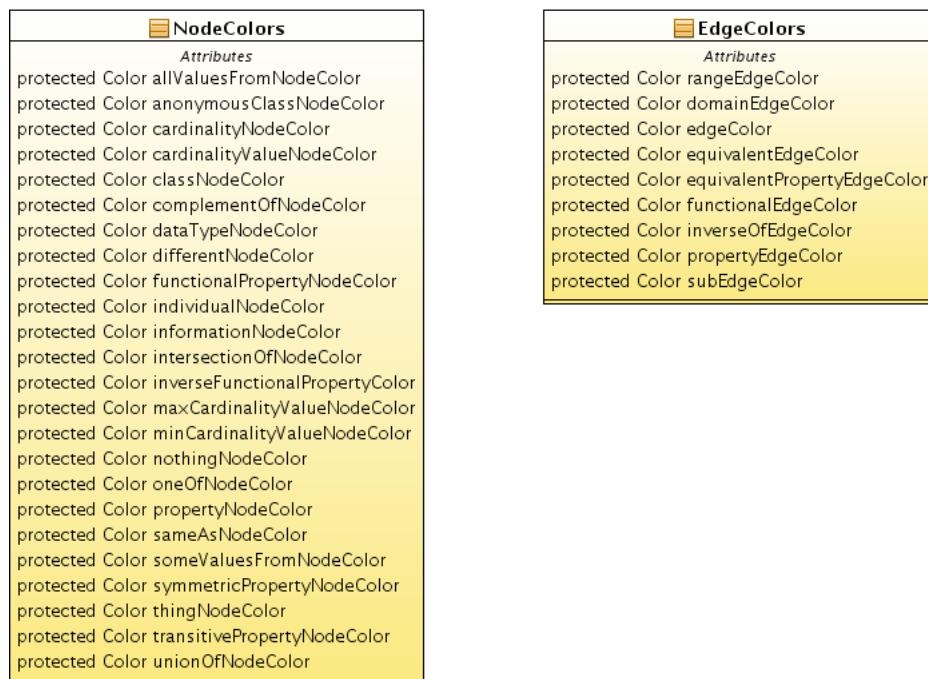 NodeColors
Attributes
protected Color allValuesFromNodeColor
protected Color anonymousClassNodeColor
protected Color cardinalityNodeColor
protected Color cardinalityValueNodeColor
protected Color classNodeColor
protected Color complementOfNodeColor
protected Color dataTypeNodeColor
protected Color differentNodeColor
protected Color functionalPropertyNodeColor
protected Color individualNodeColor
protected Color informationNodeColor
protected Color intersectionOfNodeColor
protected Color inverseFunctionalPropertyColor
protected Color maxCardinalityValueNodeColor
protected Color minCardinalityValueNodeColor
protected Color nothingNodeColor
protected Color oneOfNodeColor
protected Color propertyNodeColor
protected Color sameAsNodeColor
protected Color someValuesFromNodeColor
protected Color symmetricPropertyNodeColor
protected Color thingNodeColor
protected Color transitivePropertyNodeColor
protected Color unionOfNodeColor
EdgeColors
Attributes
protected Color rangeEdgeColor
protected Color domainEdgeColor
protected Color edgeColor
protected Color equivalentEdgeColor
protected Color equivalentPropertyEdgeColor
protected Color functionalEdgeColor
protected Color inverseOfEdgeColor
protected Color propertyEdgeColor
protected Color subEdgeColor